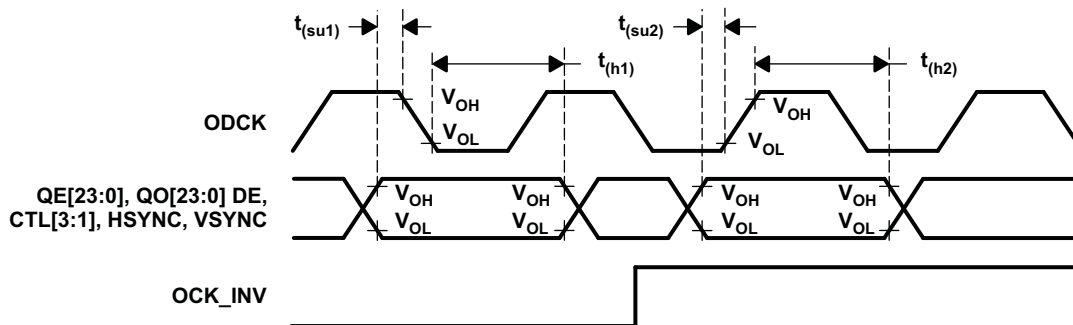 t(su1)
t(su2)
t(h1)
t(h2)
VOH
VOH
ODCK
VOL
VOL
QE[23:0], QO[23:0] DE,
CTL[3:1], HSYNC, VSYNC
VOH VOH VOH VOH
VOL VOL VOL VOL
OCK_INV